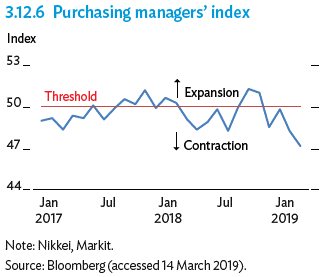 3.12.6 Purchasing managers’ index
Index
53
Threshold
Expansion
50
Contraction
47
44
Jan Jul Jan Jul Jan
2017 2018 2019
Note: Nikkei, Markit.
Source: Bloomberg (accessed 14 March 2019).